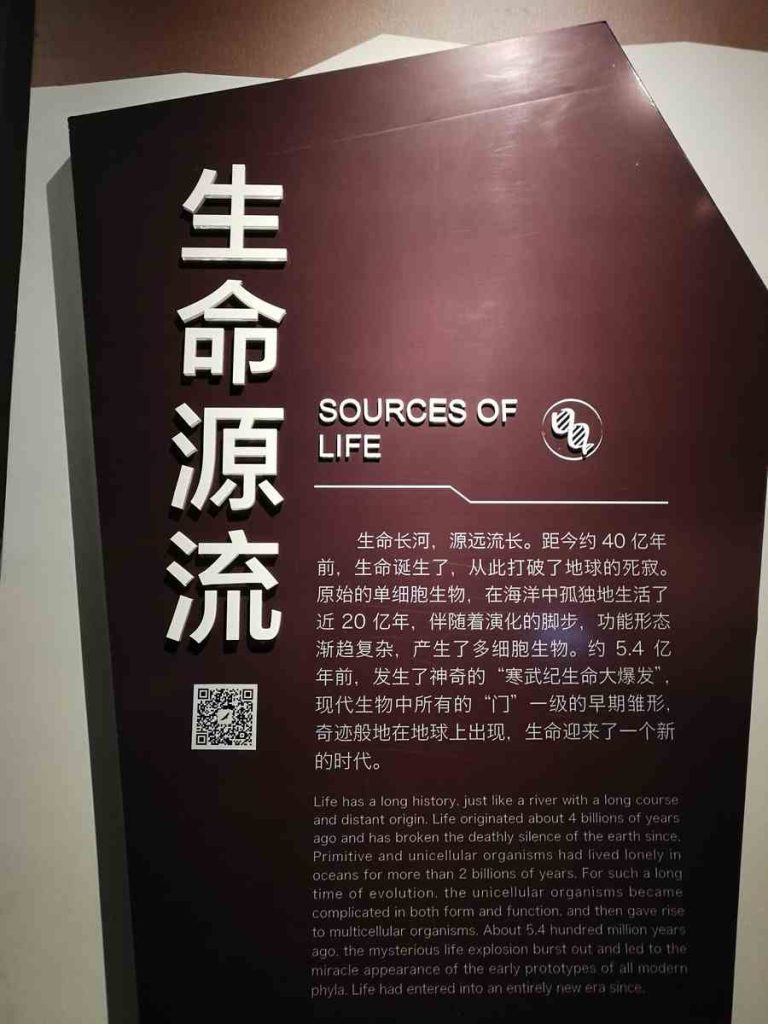 生命源流
SOURCES OF
LIFE
生命长河，源远流长。距今约 40 亿年
前，生命诞生了，从此打破了地球的死寂。
原始的单细胞生物，在海洋中孤独地生活了
近 20 亿年，伴随着演化的脚步，功能形态
渐趋复杂，产生了多细胞生物。约 5.4 亿
年前，发生了神奇的“寒武纪生命大爆发”，
现代生物中所有的“门”一级的早期雏形，
奇迹般地在地球上出现，生命迎来了一个新
的时代。
Life has a long history, just like a river with a long course
and distant origin. Life originated about 4 billions of years
ago and has broken the deathly silence of the earth since.
Primitive and unicellular organisms had lived lonely in
oceans for more than 2 billions of years. For such a long
time of evolution, the unicellular organisms became
complicated in both form and function, and then gave rise
to multicellular organisms. About 5.4 hundred million years
ago, the mysterious life explosion burst out and led to the
miracle appearance of the early prototypes of all modern
phyla. Life had entered into an entirely new era since.